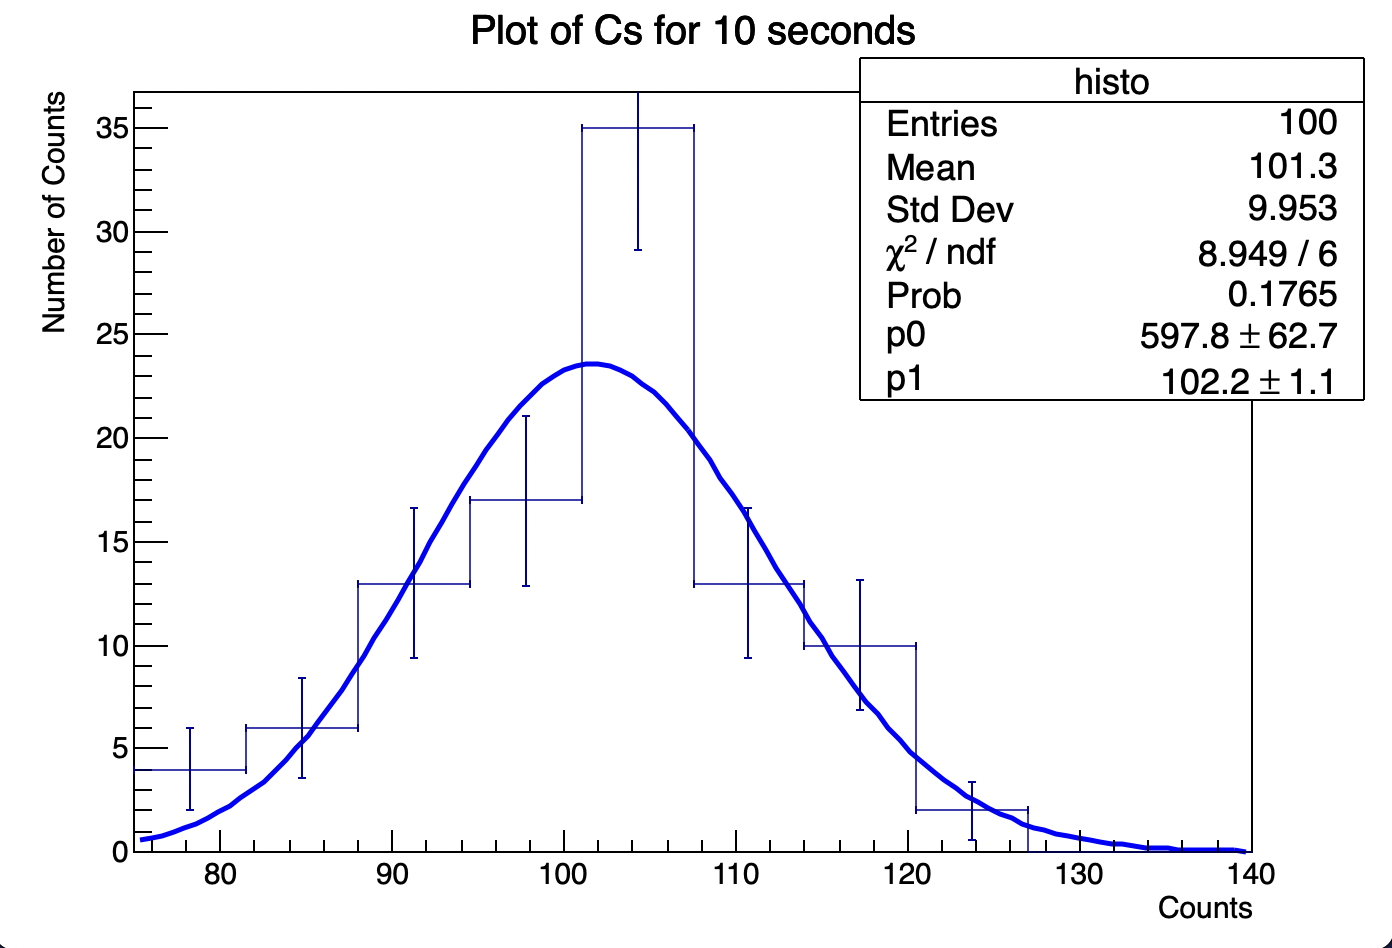 Plot of Cs for 10 seconds
histo
Entries 100
Mean 101.3
Std Dev 9.953
χ² / ndf 8.949 / 6
Prob 0.1765
p0 597.8 ± 62.7
p1 102.2 ± 1.1
Number of Counts
35
30
25
20
15
10
5
0
80 90 100 110 120 130 140
Counts